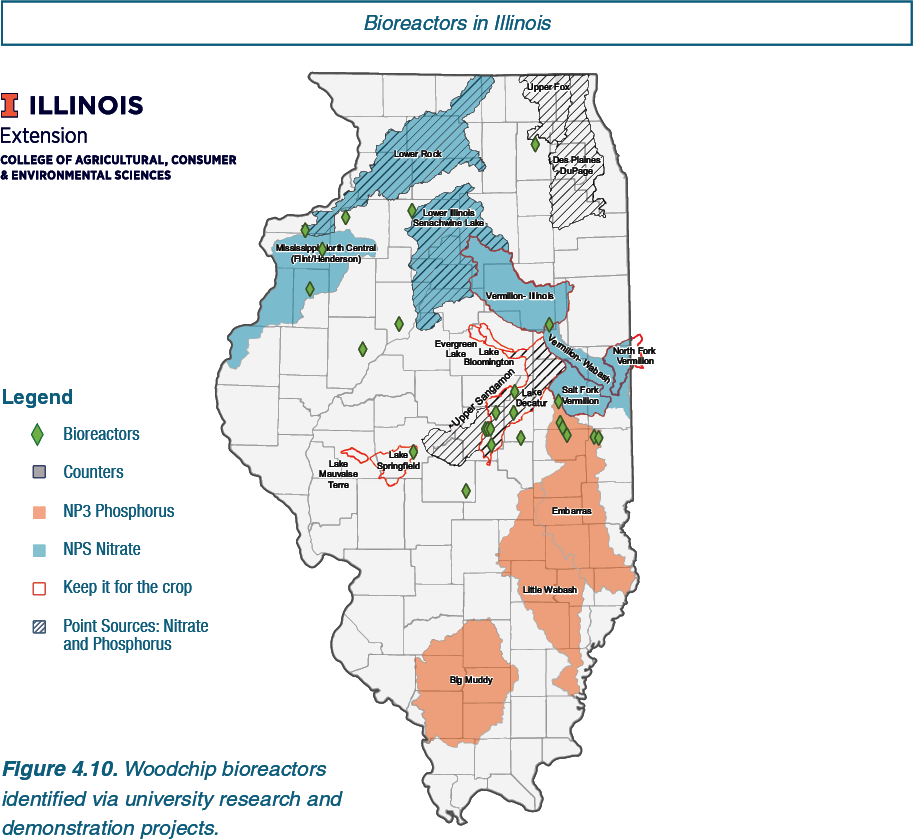 Bioreactors in Illinois
I ILLINOIS
Extension
COLLEGE OF AGRICULTURAL, CONSUMER
& ENVIRONMENTAL SCIENCES
Upper Fox
Lower Rock
Des Plaines
DuPage
Lower Illinois
Senachwine Lake
Mississippi North Central
(Flint/Henderson)
Vermilion- Illinois
Evergreen
Lake
Lake
Bloomington
Vermilion- Wabash
North Fork
Vermilion
Upper Sangamon
Lake
Decatur
Salt Fork
Vermilion
Lake
Springfield
Lake
Mauvaise
Terre
Embarras
Little Wabash
Big Muddy
Legend
Bioreactors
Counters
NP3 Phosphorus
NPS Nitrate
Keep it for the crop
Point Sources: Nitrate
and Phosphorus
Figure 4.10. Woodchip bioreactors
identified via university research and
demonstration projects.